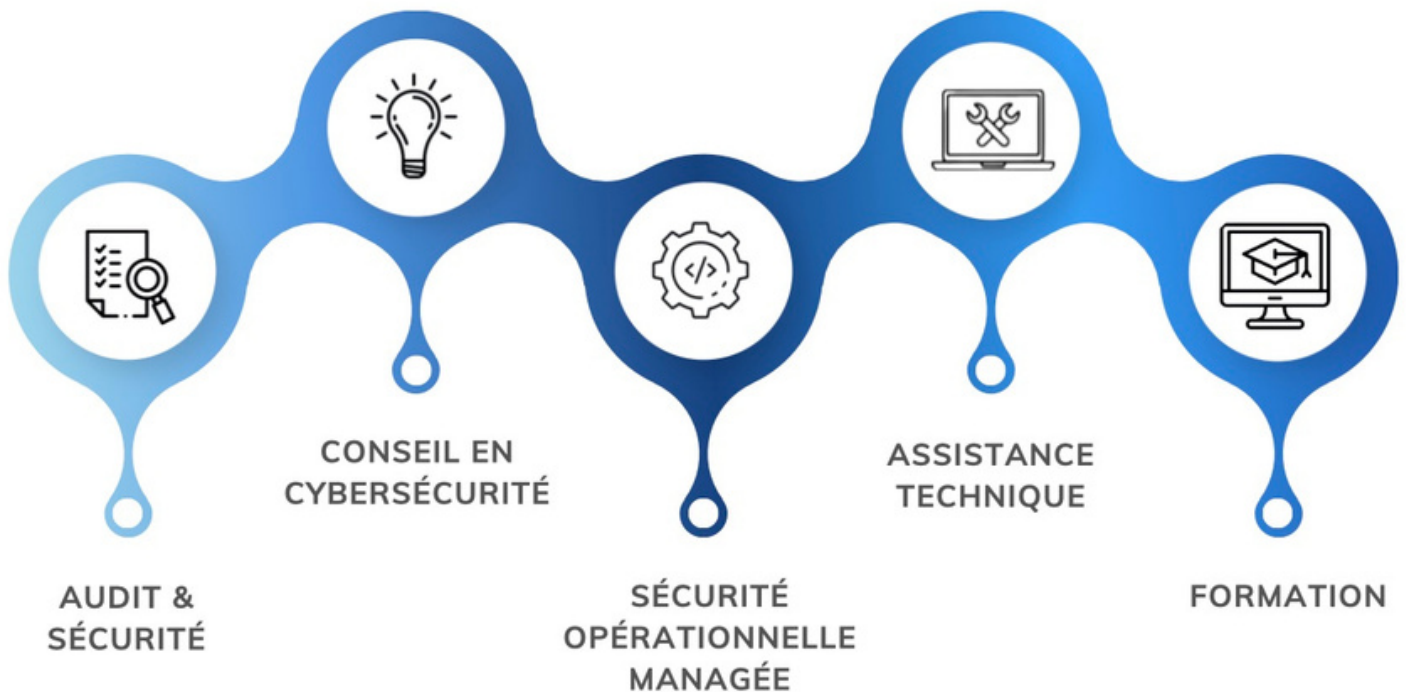 AUDIT &
SÉCURITÉ
CONSEIL EN
CYBERSÉCURITÉ
SÉCURITÉ
OPÉRATIONNELLE
MANAGÉE
ASSISTANCE
TECHNIQUE
FORMATION